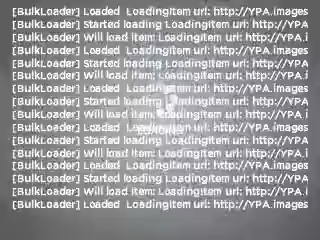 [BulkLoader] Loaded LoadingItem url: http://YPA.images
[BulkLoader] Started loading LoadingItem url: http://YPA
[BulkLoader] Will load item: LoadingItem url: http://YPA.i
[BulkLoader] Loaded LoadingItem url: http://YPA.images
[BulkLoader] Started loading LoadingItem url: http://YPA
[BulkLoader] Will load item: LoadingItem url: http://YPA.i
[BulkLoader] Loaded LoadingItem url: http://YPA.images
[BulkLoader] Started loading LoadingItem url: http://YPA
[BulkLoader] Will load item: LoadingItem url: http://YPA.i
[BulkLoader] Loaded LoadingItem url: http://YPA.images
[BulkLoader] Started loading LoadingItem url: http://YPA
[BulkLoader] Will load item: LoadingItem url: http://YPA.i
[BulkLoader] Loaded LoadingItem url: http://YPA.images
[BulkLoader] Started loading LoadingItem url: http://YPA
[BulkLoader] Will load item: LoadingItem url: http://YPA.i
[BulkLoader] Loaded LoadingItem url: http://YPA.images